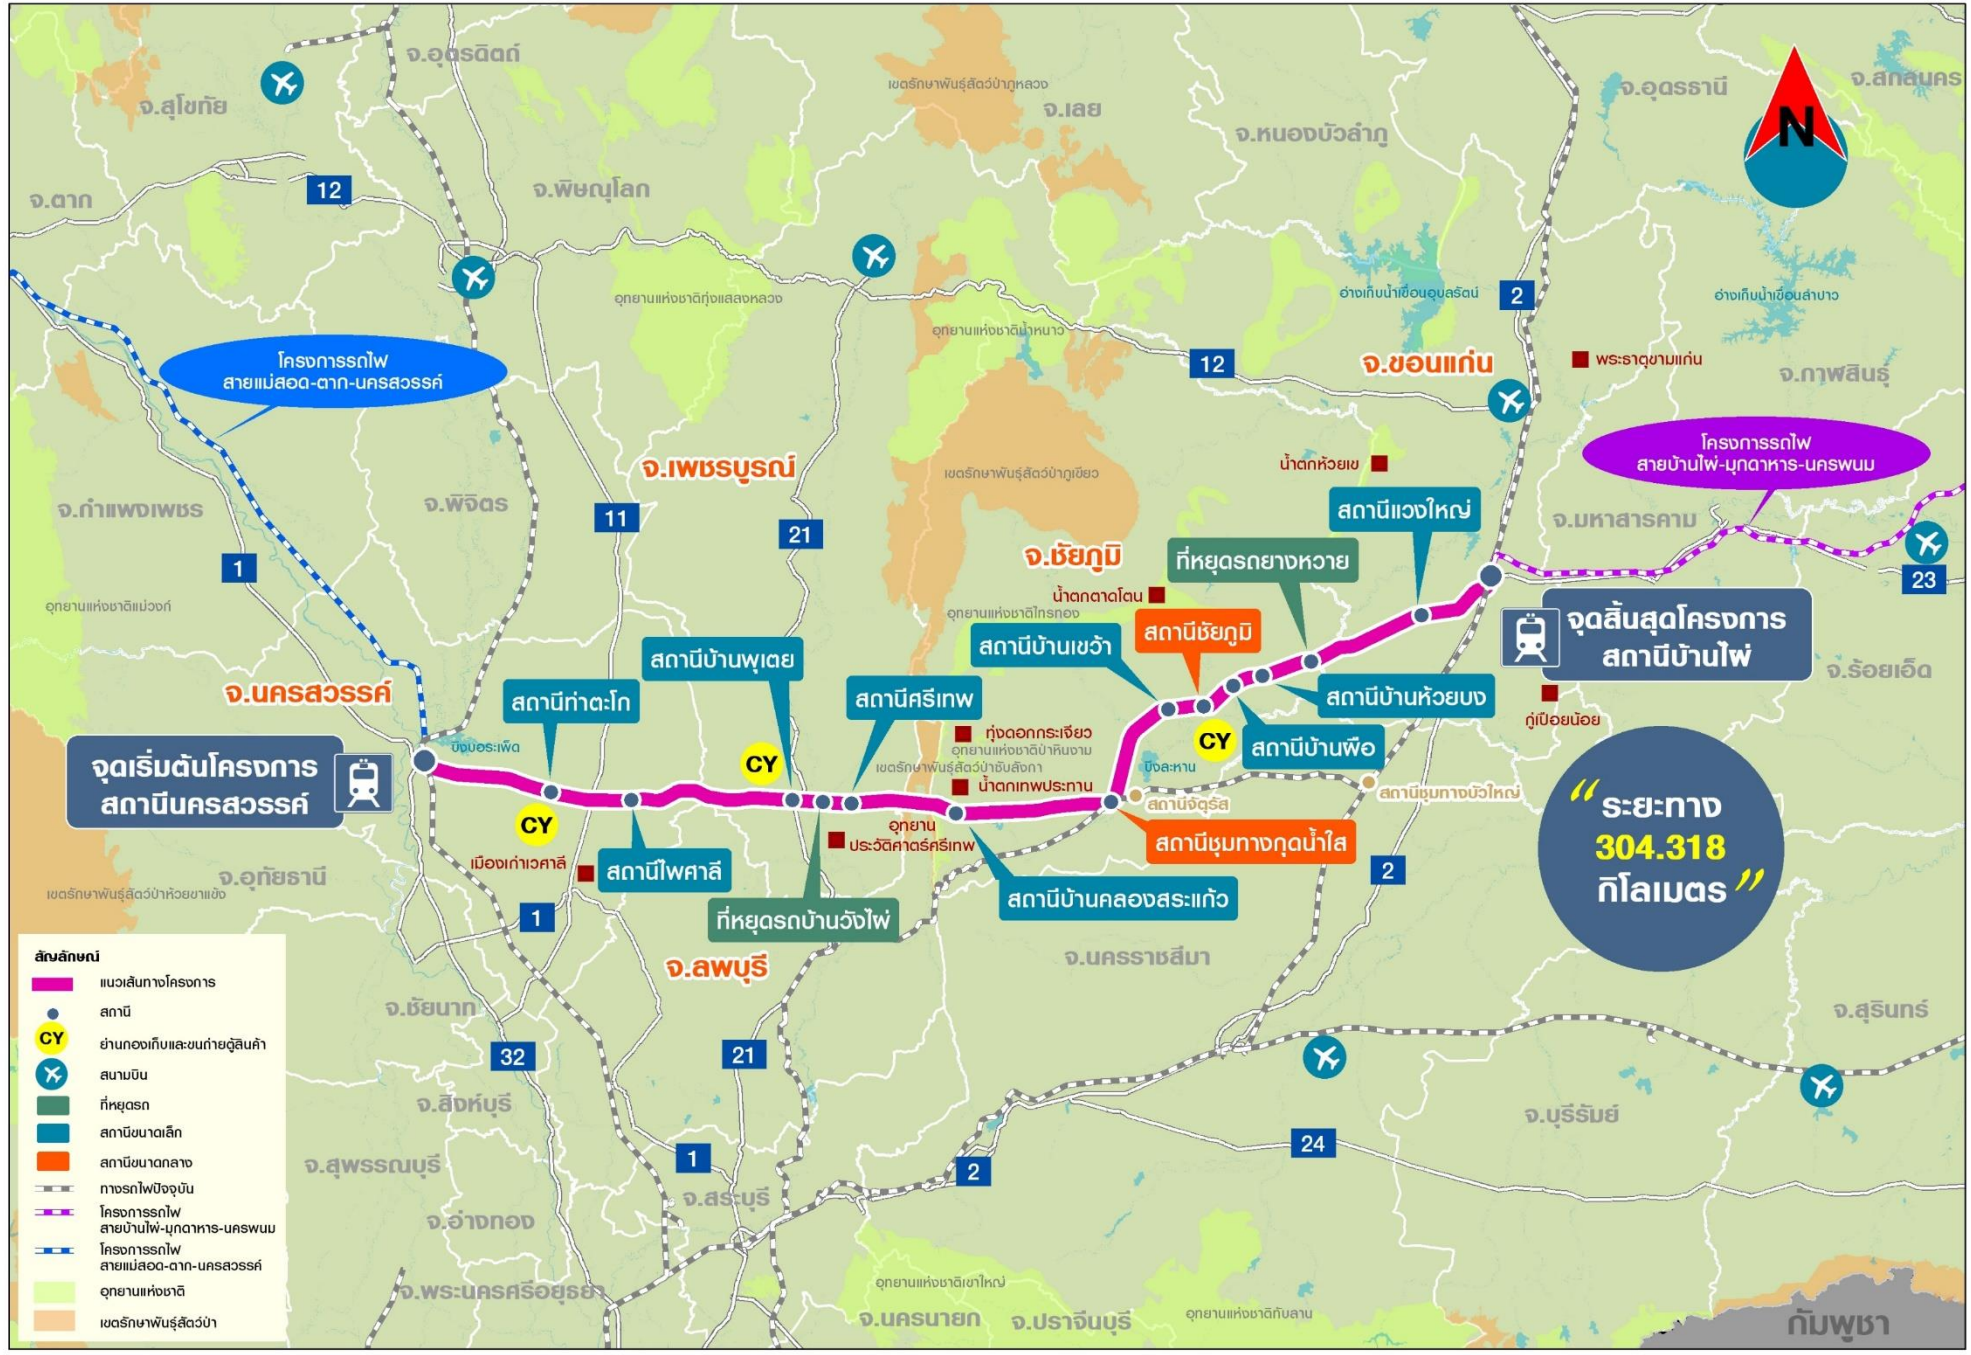 จ.อุตรดิตถ์
จ.สุโขทัย
เขตรักษาพันธุ์สัตว์ป่าภูหลวง
จ.เลย
จ.หนองบัวลำภู
จ.อุดรธานี
จ.สกลนคร
N
จ.ตาก
12
จ.พิษณุโลก
อุทยานแห่งชาติทุ่งแสลงหลวง
อุทยานแห่งชาติน้ำหนาว
อ่างเก็บน้ำเขื่อนอุบลรัตน์
2
อ่างเก็บน้ำเขื่อนลำปาว
โครงการรถไฟ
สายแม่สอด-ตาก-นครสวรรค์
12
จ.ขอนแก่น
พระธาตุขามแก่น
จ.กาฬสินธุ์
โครงการรถไฟ
สายบ้านไผ่-มุกดาหาร-นครพนม
จ.เพชรบูรณ์
เขตรักษาพันธุ์สัตว์ป่าภูเขียว
น้ำตกห้วยเข
จ.กำแพงเพชร
จ.พิจิตร
11
21
สถานีแวงใหญ่
จ.มหาสารคาม
1
จ.ชัยภูมิ
ที่หยุดรถยางหวาย
23
อุทยานแห่งชาติแม่วงก์
น้ำตกตาดโตน
อุทยานแห่งชาติไทรทอง
สถานีบ้านเขว้า
สถานีชัยภูมิ
จุดสิ้นสุดโครงการ
สถานีบ้านไผ่
จ.ร้อยเอ็ด
จ.นครสวรรค์
สถานีท่าตะโก
สถานีบ้านพุเตย
สถานีศรีเทพ
สถานีบ้านห้วยบง
กู่เปือยน้อย
บึงบอระเพ็ด
ทุ่งดอกกระเจียว
อุทยานแห่งชาติป่าหินงาม
CY
สถานีบ้านพือ
จุดเริ่มต้นโครงการ
สถานีนครสวรรค์
CY
เขตรักษาพันธุ์สัตว์ป่าซับลังกา
น้ำตกเทพประทาน
บึงละหาน
สถานีจัตุรัส
สถานีชุมทางบัวใหญ่
CY
อุทยาน
ประวัติศาตร์ศรีเทพ
สถานีชุมทางกุดน้ำใส
“ ระยะทาง
304.318
กิโลเมตร ”
เมืองเก่าเวศาลี
สถานีไพศาลี
จ.อุทัยธานี
เขตรักษาพันธุ์สัตว์ป่าห้วยขาแข้ง
2
สถานีบ้านคลองสระแก้ว
1
ที่หยุดรถบ้านวังไผ่
จ.ลพบุรี
จ.นครราชสีมา
จ.ชัยนาท
จ.สุรินทร์
32
21
จ.สิงห์บุรี
จ.บุรีรัมย์
24
จ.สุพรรณบุรี
1
2
จ.สระบุรี
จ.อ่างทอง
จ.พระนครศรีอยุธยา
อุทยานแห่งชาติเขาใหญ่
จ.นครนายก
จ.ปราจีนบุรี
อุทยานแห่งชาติทับลาน
กัมพูชา
สัญลักษณ์
แนวเส้นทางโครงการ
สถานี
CY
ย่านกองเก็บและขนถ่ายตู้สินค้า
สนามบิน
ที่หยุดรถ
สถานีขนาดเล็ก
สถานีขนาดกลาง
ทางรถไฟปัจจุบัน
โครงการรถไฟ
สายบ้านไผ่-มุกดาหาร-นครพนม
โครงการรถไฟ
สายแม่สอด-ตาก-นครสวรรค์
อุทยานแห่งชาติ
เขตรักษาพันธุ์สัตว์ป่า